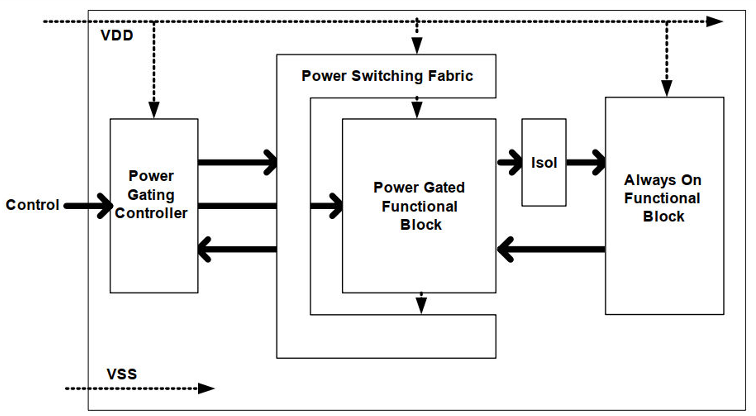 VDD
Power Switching Fabric
Power
Gating
Controller
Control
Power Gated
Functional
Block
Isol
Always On
Functional
Block
VSS